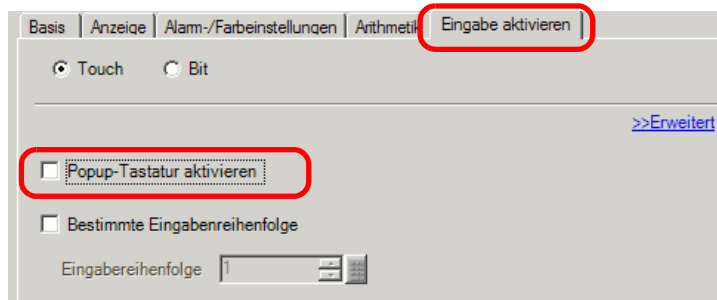 Basis Anzeige Alarm-/Farbeinstellungen Arithmetik Eingabe aktivieren
Touch Bit
>>Erweitert
Popup-Tastatur aktivieren
Bestimmte Eingabenreihenfolge
Eingabereihenfolge 1